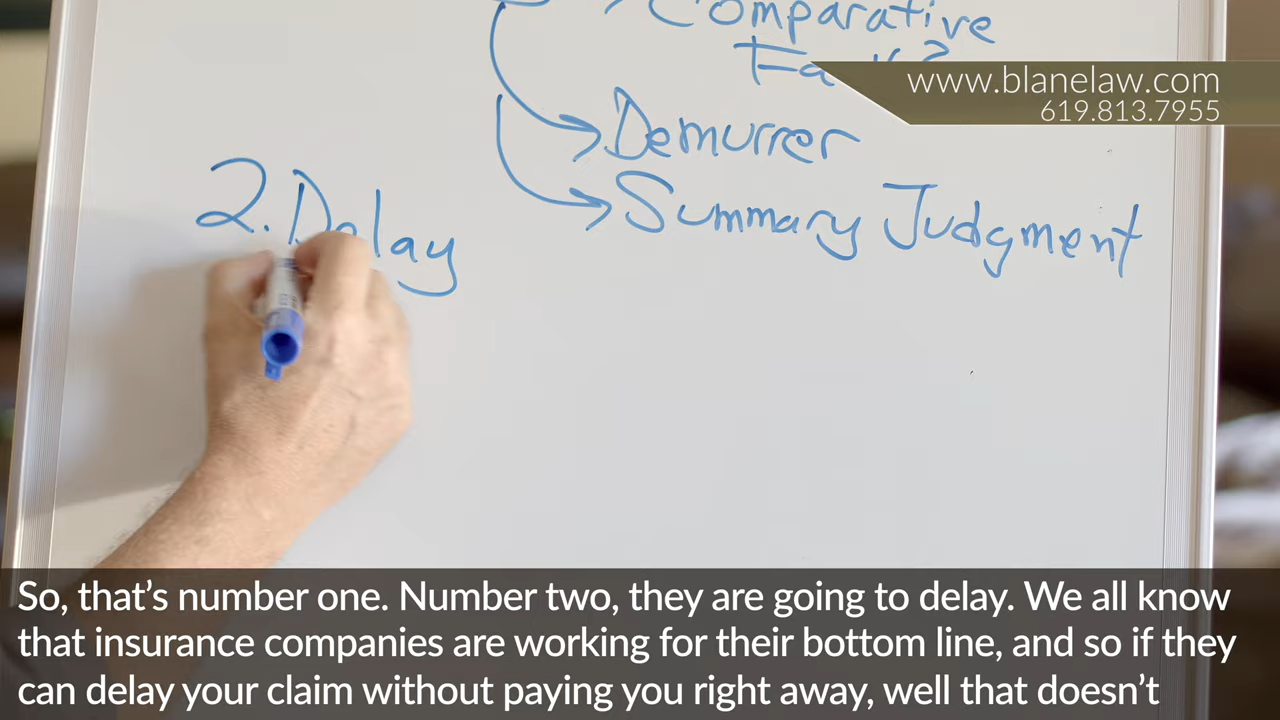 Comparative
www.blanelaw.com
619.813.7955
Demurrer
2. Delay
Summary Judgment
So, that's number one. Number two, they are going to delay. We all know
that insurance companies are working for their bottom line, and so if they
can delay your claim without paying you right away, well that doesn't